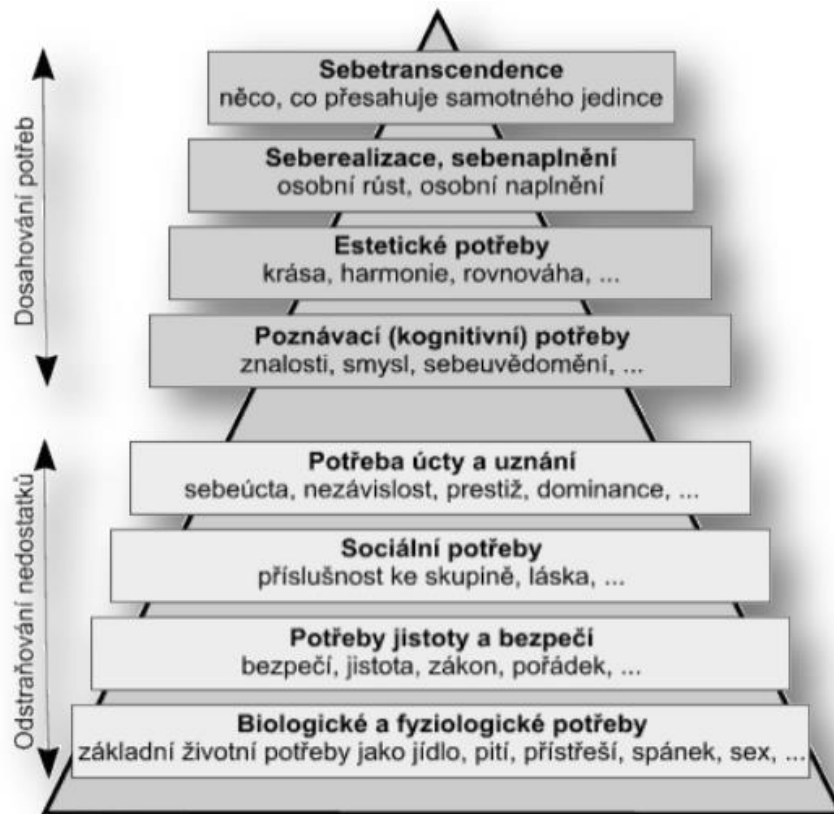 Sebetranscendence
něco, co přesahuje samotného jedince
Seberealizace, sebenaplnění
osobní růst, osobní naplnění
Estetické potřeby
krása, harmonie, rovnováha, ...
Poznávací (kognitivní) potřeby
znalosti, smysl, sebeuvědomění, ...
Dosahování potřeb
Potřeba úcty a uznání
sebeúcta, nezávislost, prestiž, dominance, ...
Sociální potřeby
příslušnost ke skupině, láska, ...
Potřeby jistoty a bezpečí
bezpečí, jistota, zákon, pořádek, ...
Biologické a fyziologické potřeby
základní životní potřeby jako jídlo, pití, přístřeší, spánek, sex, ...
Odstraňování nedostatků